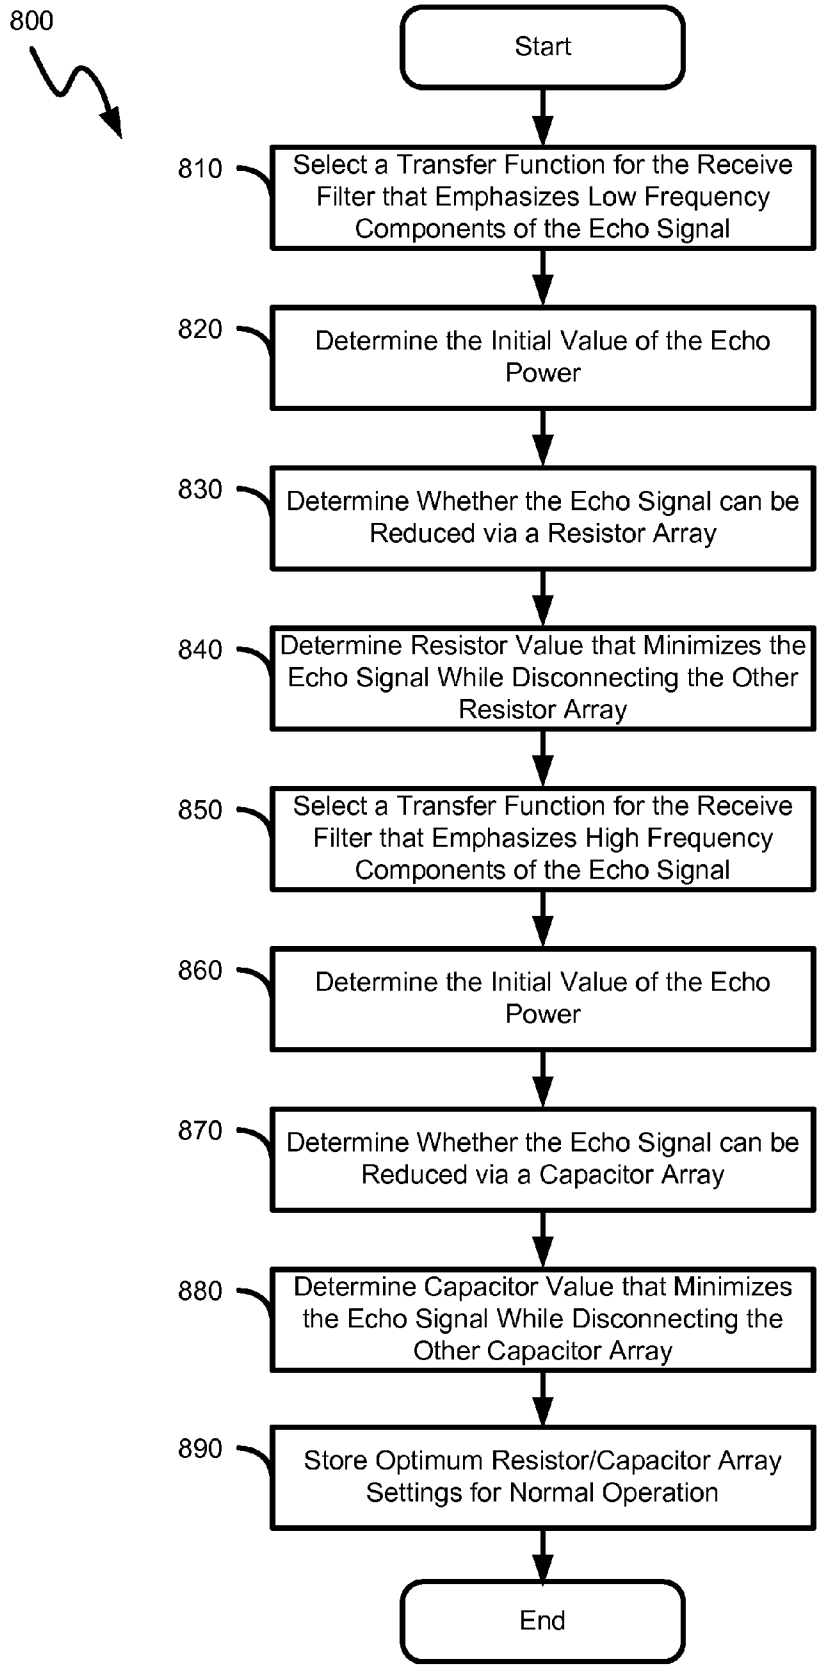 800
Start
810
Select a Transfer Function for the Receive
Filter that Emphasizes Low Frequency
Components of the Echo Signal
820
Determine the Initial Value of the Echo
Power
830
Determine Whether the Echo Signal can be
Reduced via a Resistor Array
840
Determine Resistor Value that Minimizes the
Echo Signal While Disconnecting the Other
Resistor Array
850
Select a Transfer Function for the Receive
Filter that Emphasizes High Frequency
Components of the Echo Signal
860
Determine the Initial Value of the Echo
Power
870
Determine Whether the Echo Signal can be
Reduced via a Capacitor Array
880
Determine Capacitor Value that Minimizes
the Echo Signal While Disconnecting the
Other Capacitor Array
890
Store Optimum Resistor/Capacitor Array
Settings for Normal Operation
End